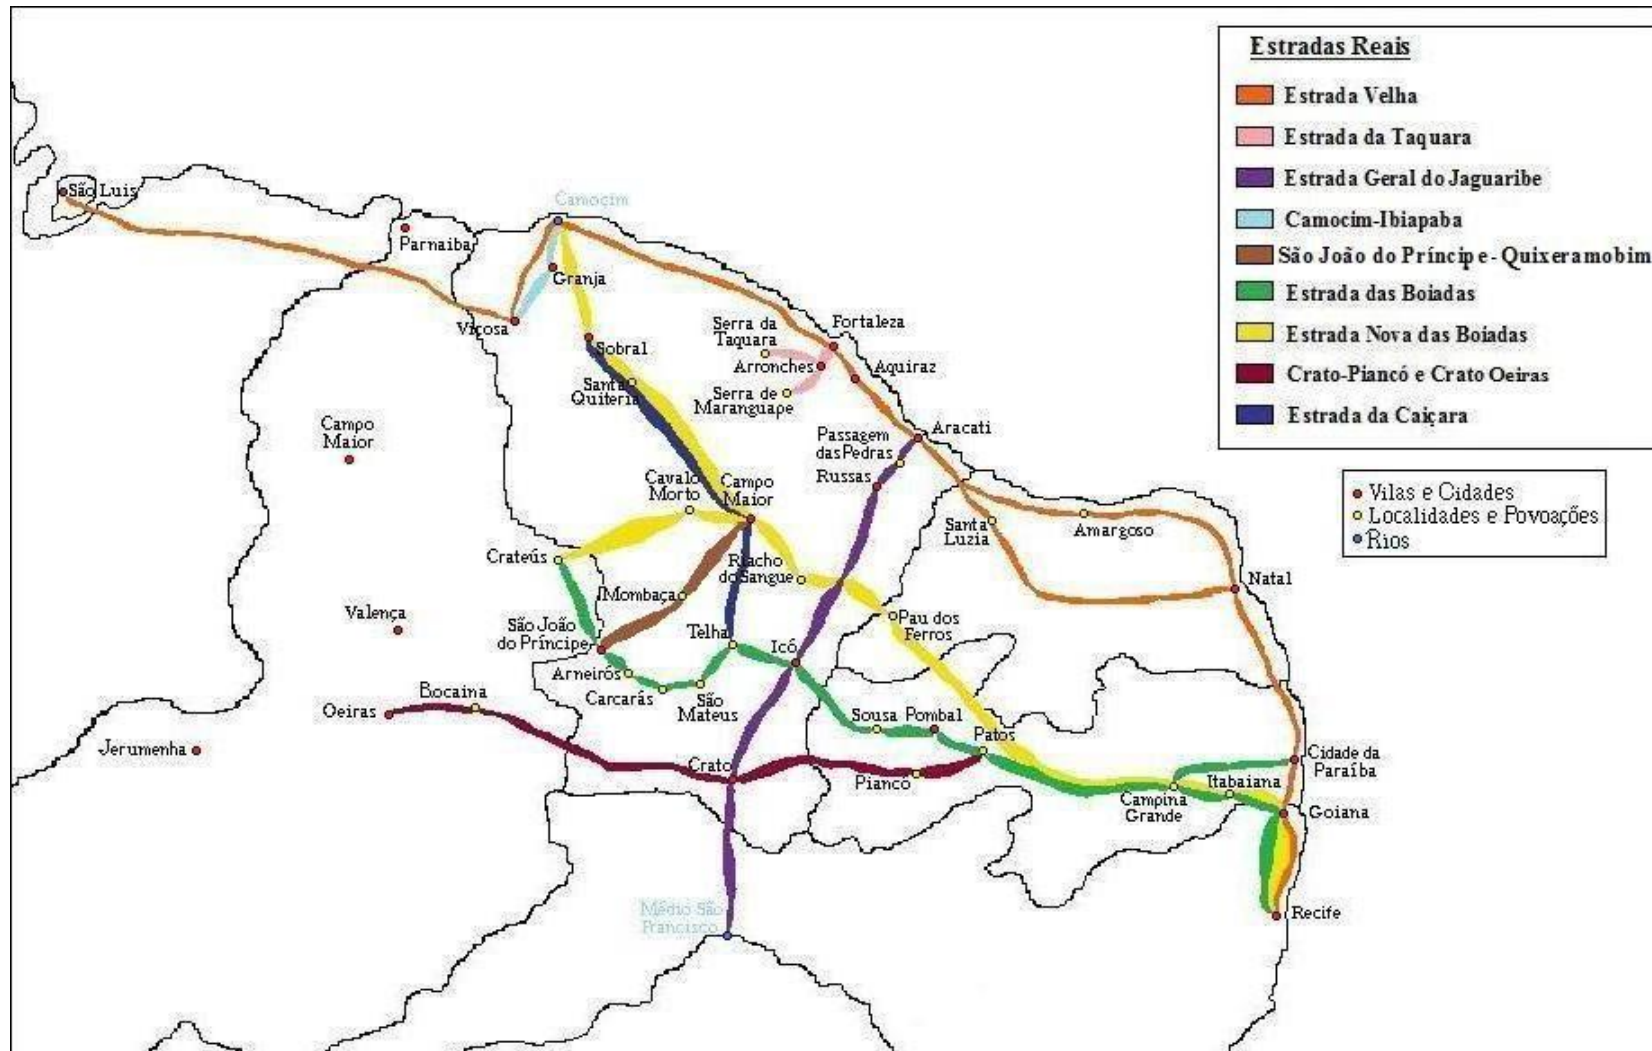 Estradas Reais
Estrada Velha
Estrada da Taquara
Estrada Geral do Jaguaribe
Camocim-Ibiapaba
São João do Príncipe - Quixeramobim
Estrada das Boiadas
Estrada Nova das Boiadas
Crato-Piancó e Crato Oeiras
Estrada da Caiçara
Vilas e Cidades
Localidades e Povoações
Rios
São Luis
Camocim
Parnaiba
Granja
Viçosa
Sobral
Serra da
Taquara
Fortaleza
Arronches
Aquiraz
Santa
Quiteria
Serra de
Maranguape
Campo
Maior
Passagem
das Pedras
Aracati
Russas
Cavalo
Morto
Campo
Maior
Santa
Luzia
Amargoso
Crateús
Riacho
do Sangue
Mombaça
Natal
Valença
São João
do Príncipe
Telha
Icó
Pau dos
Ferros
Arneirós
Carcarás
São
Mateus
Bocaina
Oeiras
Sousa
Pombal
Patos
Jerumenha
Crato
Piancó
Cidade da
Paraíba
Itabaiana
Campina
Grande
Goiana
Médio São
Francisco
Recife